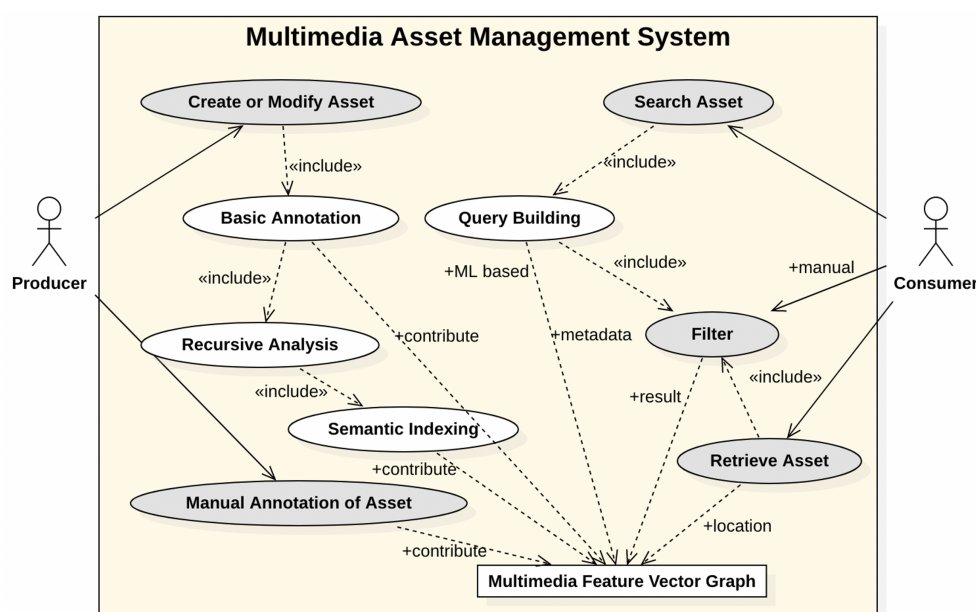 Multimedia Asset Management System
Create or Modify Asset
Search Asset
«include»
«include»
Basic Annotation
Query Building
Producer
Consumer
«include»
+ML based
«include»
+manual
+contribute
+metadata
Filter
Recursive Analysis
«include»
+result
«include»
Semantic Indexing
Retrieve Asset
+contribute
Manual Annotation of Asset
+location
+contribute
Multimedia Feature Vector Graph